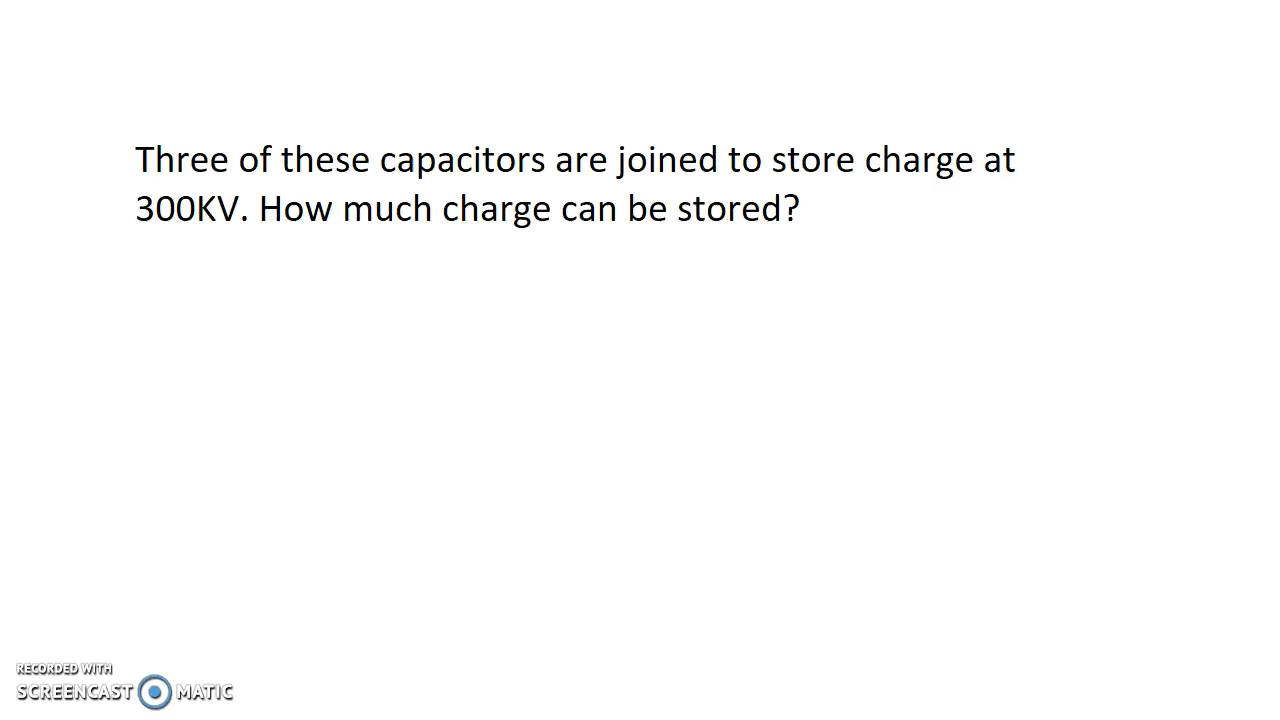 Three of these capacitors are joined to store charge at
300KV. How much charge can be stored?
RECORDED WITH
SCREENCAST MATIC